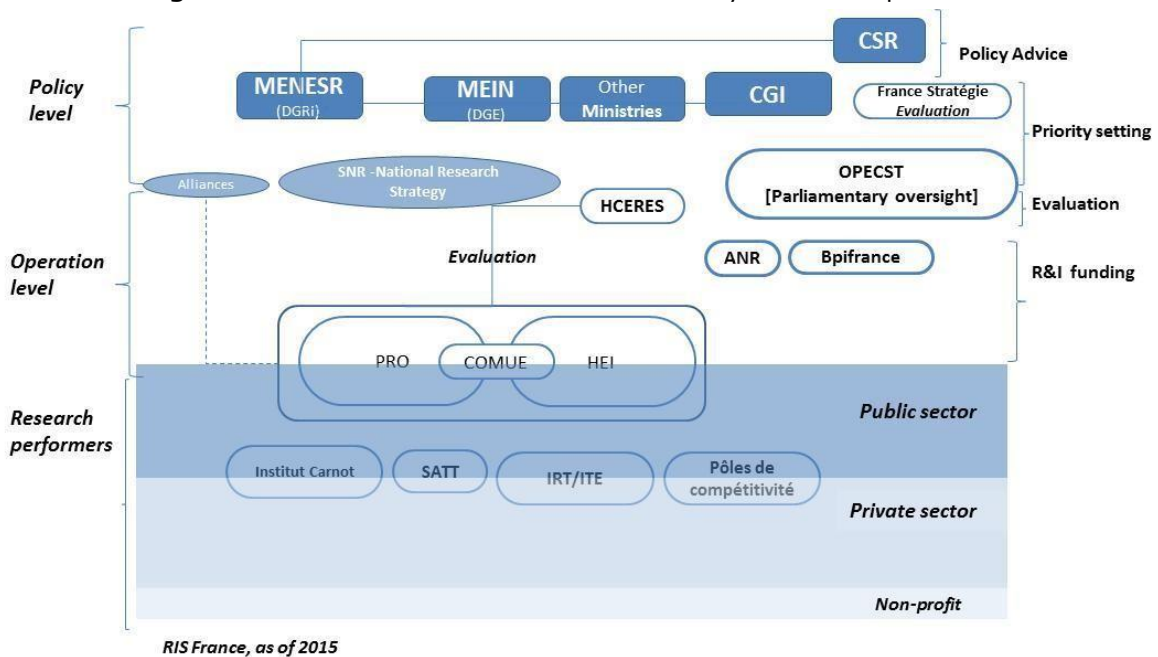 CSR
Policy Advice
Policy
level
MENESR
(DGRi)
MEIN
(DGE)
Other
Ministries
CGI
France Stratégie
Evaluation
Priority setting
Alliances
SNR -National Research
Strategy
OPECST
[Parliamentary oversight]
HCERES
Evaluation
Operation
level
Evaluation
ANR
Bpifrance
R&I funding
PRO
COMUE
HEI
Research
performers
Public sector
Institut Carnot
SATT
IRT/ITE
Pôles de
compétitivité
Private sector
Non-profit
RIS France, as of 2015